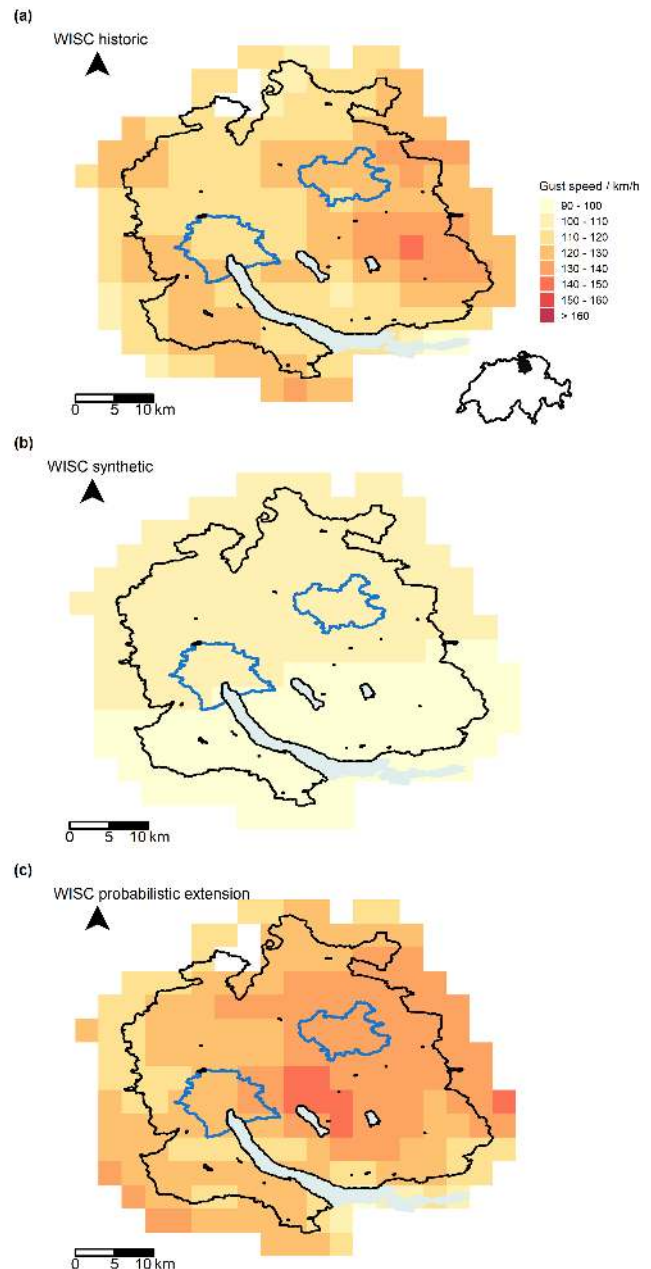 (a)
WISC historic
Gust speed / km/h
90 - 100
100 - 110
110 - 120
120 - 130
130 - 140
140 - 150
150 - 160
> 160
0 5 10 km
(b)
WISC synthetic
0 5 10 km
(c)
WISC probabilistic extension
0 5 10 km